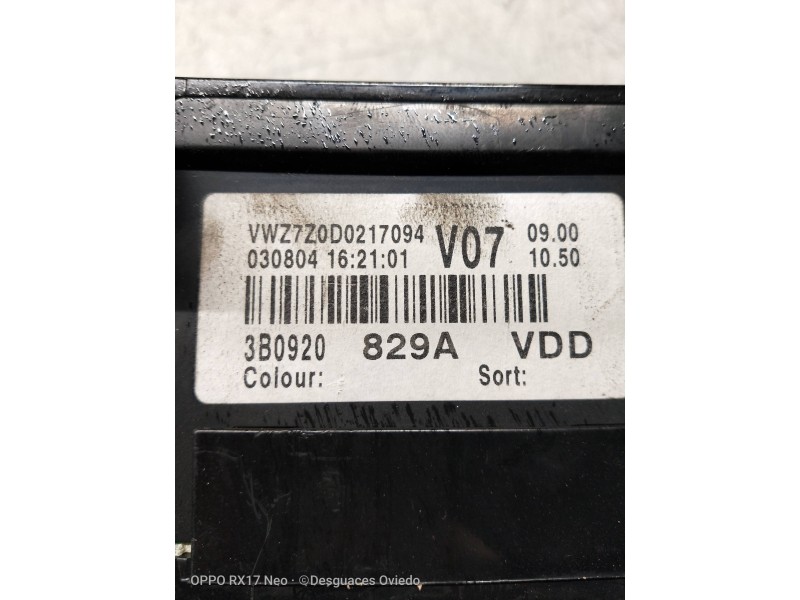 VWZ7Z0D0217094 V07 09.00
030804 16:21:01 10.50
3B0920 829A VDD
Colour: Sort:
OPPO RX17 Neo · ©Desguaces Oviedo